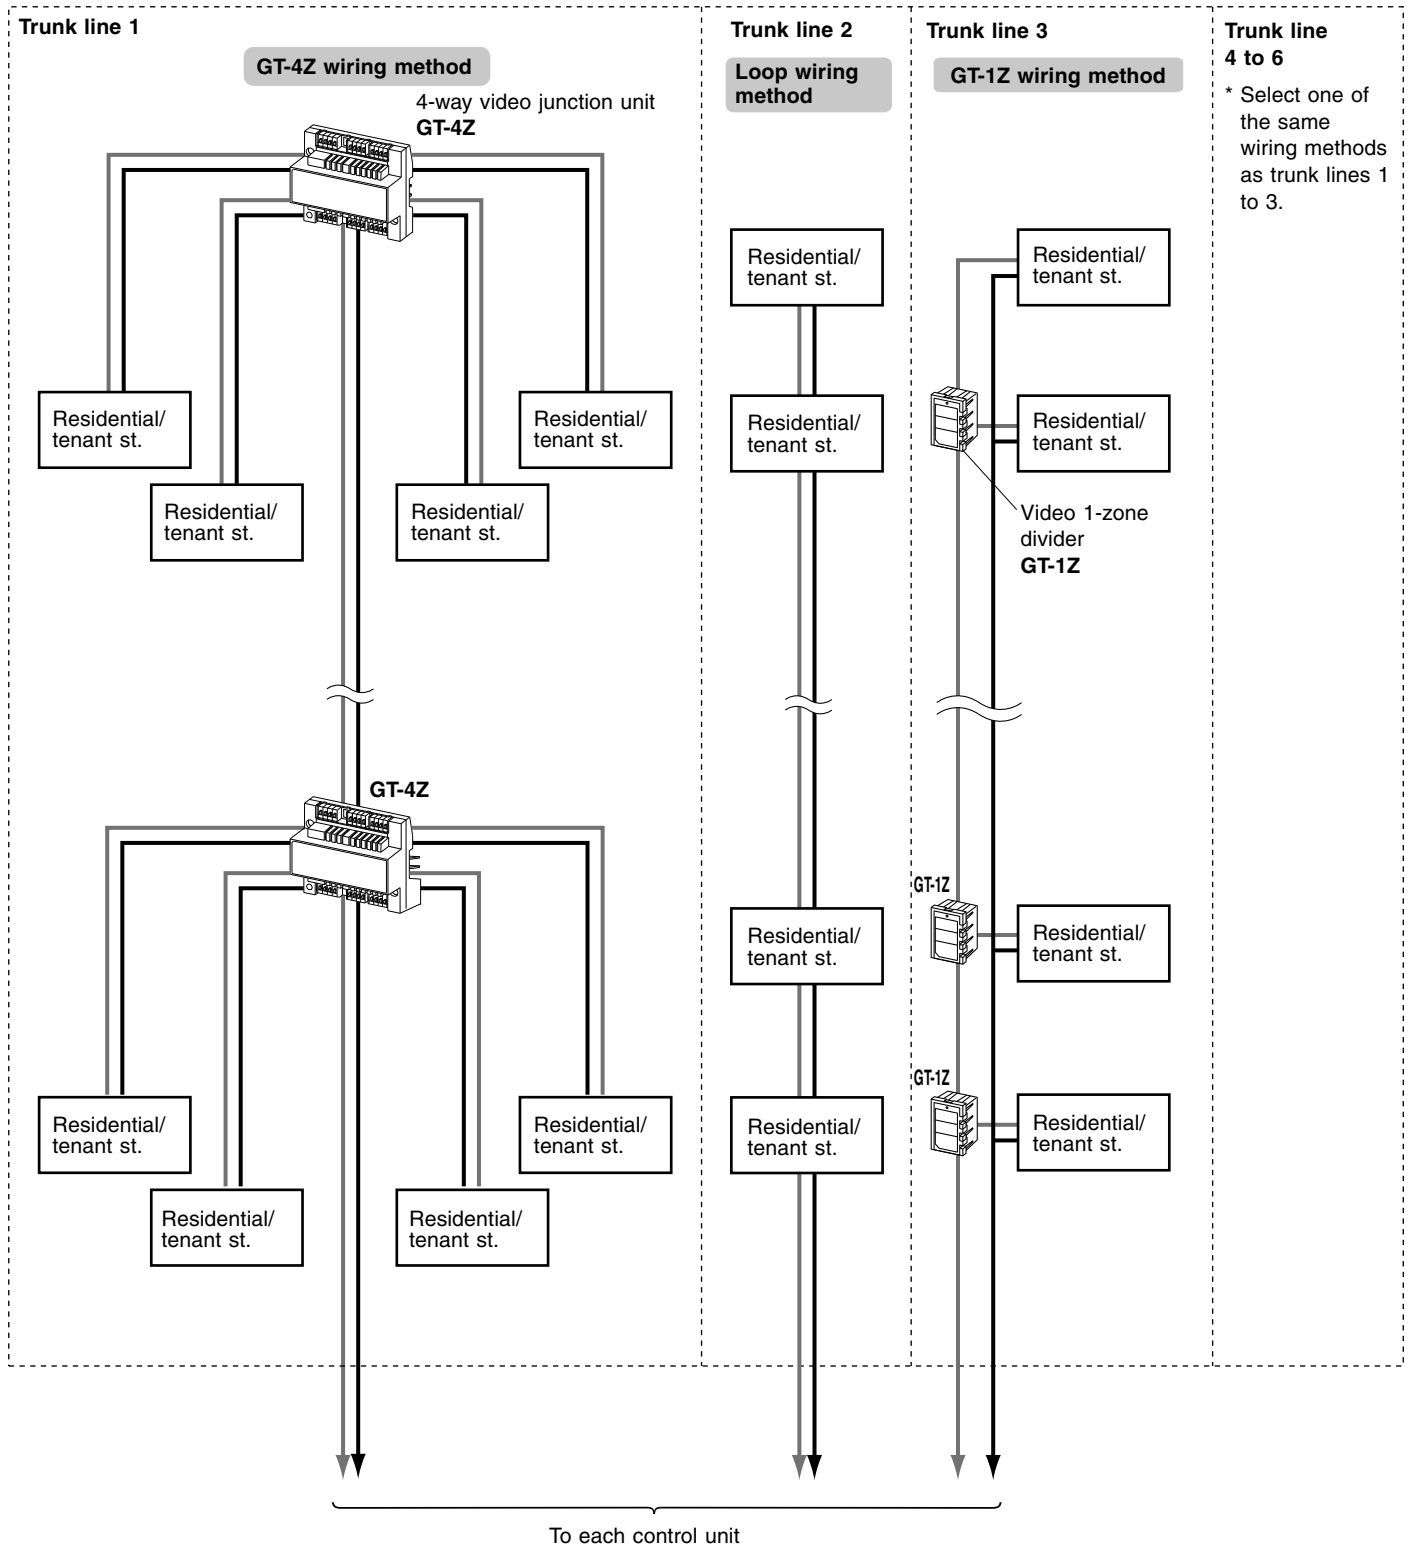 Trunk line 1
GT-4Z wiring method
4-way video junction unit
GT-4Z
Residential/
tenant st.
Residential/
tenant st.
Residential/
tenant st.
Residential/
tenant st.
GT-4Z
Residential/
tenant st.
Residential/
tenant st.
Residential/
tenant st.
Residential/
tenant st.
Trunk line 2
Loop wiring
method
Residential/
tenant st.
Residential/
tenant st.
Residential/
tenant st.
Residential/
tenant st.
Trunk line 3
GT-1Z wiring method
Residential/
tenant st.
Residential/
tenant st.
Video 1-zone
divider
GT-1Z
GT-1Z
Residential/
tenant st.
GT-1Z
Residential/
tenant st.
Trunk line
4 to 6
* Select one of
the same
wiring methods
as trunk lines 1
to 3.
To each control unit